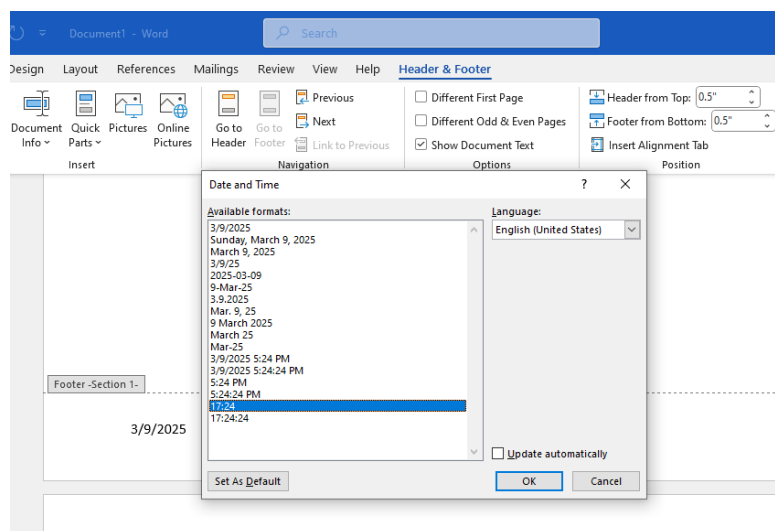 Document1 - Word
Search
Design Layout References Mailings Review View Help Header & Footer
Document Info
Quick Parts
Pictures
Online Pictures
Insert
Go to Header
Go to Footer
Previous
Next
Link to Previous
Navigation
Different First Page
Different Odd & Even Pages
Show Document Text
Options
Header from Top: 0.5"
Footer from Bottom: 0.5"
Insert Alignment Tab
Position
Date and Time
Available formats:
3/9/2025
Sunday, March 9, 2025
March 9, 2025
3/9/25
2025-03-09
9-Mar-25
3.9.2025
Mar. 9, 25
9 March 2025
March 25
Mar-25
3/9/2025 5:24 PM
3/9/2025 5:24:24 PM
5:24 PM
5:24:24 PM
17:24
17:24:24
Language:
English (United States)
Update automatically
Set As Default
OK
Cancel
Footer -Section 1-
3/9/2025